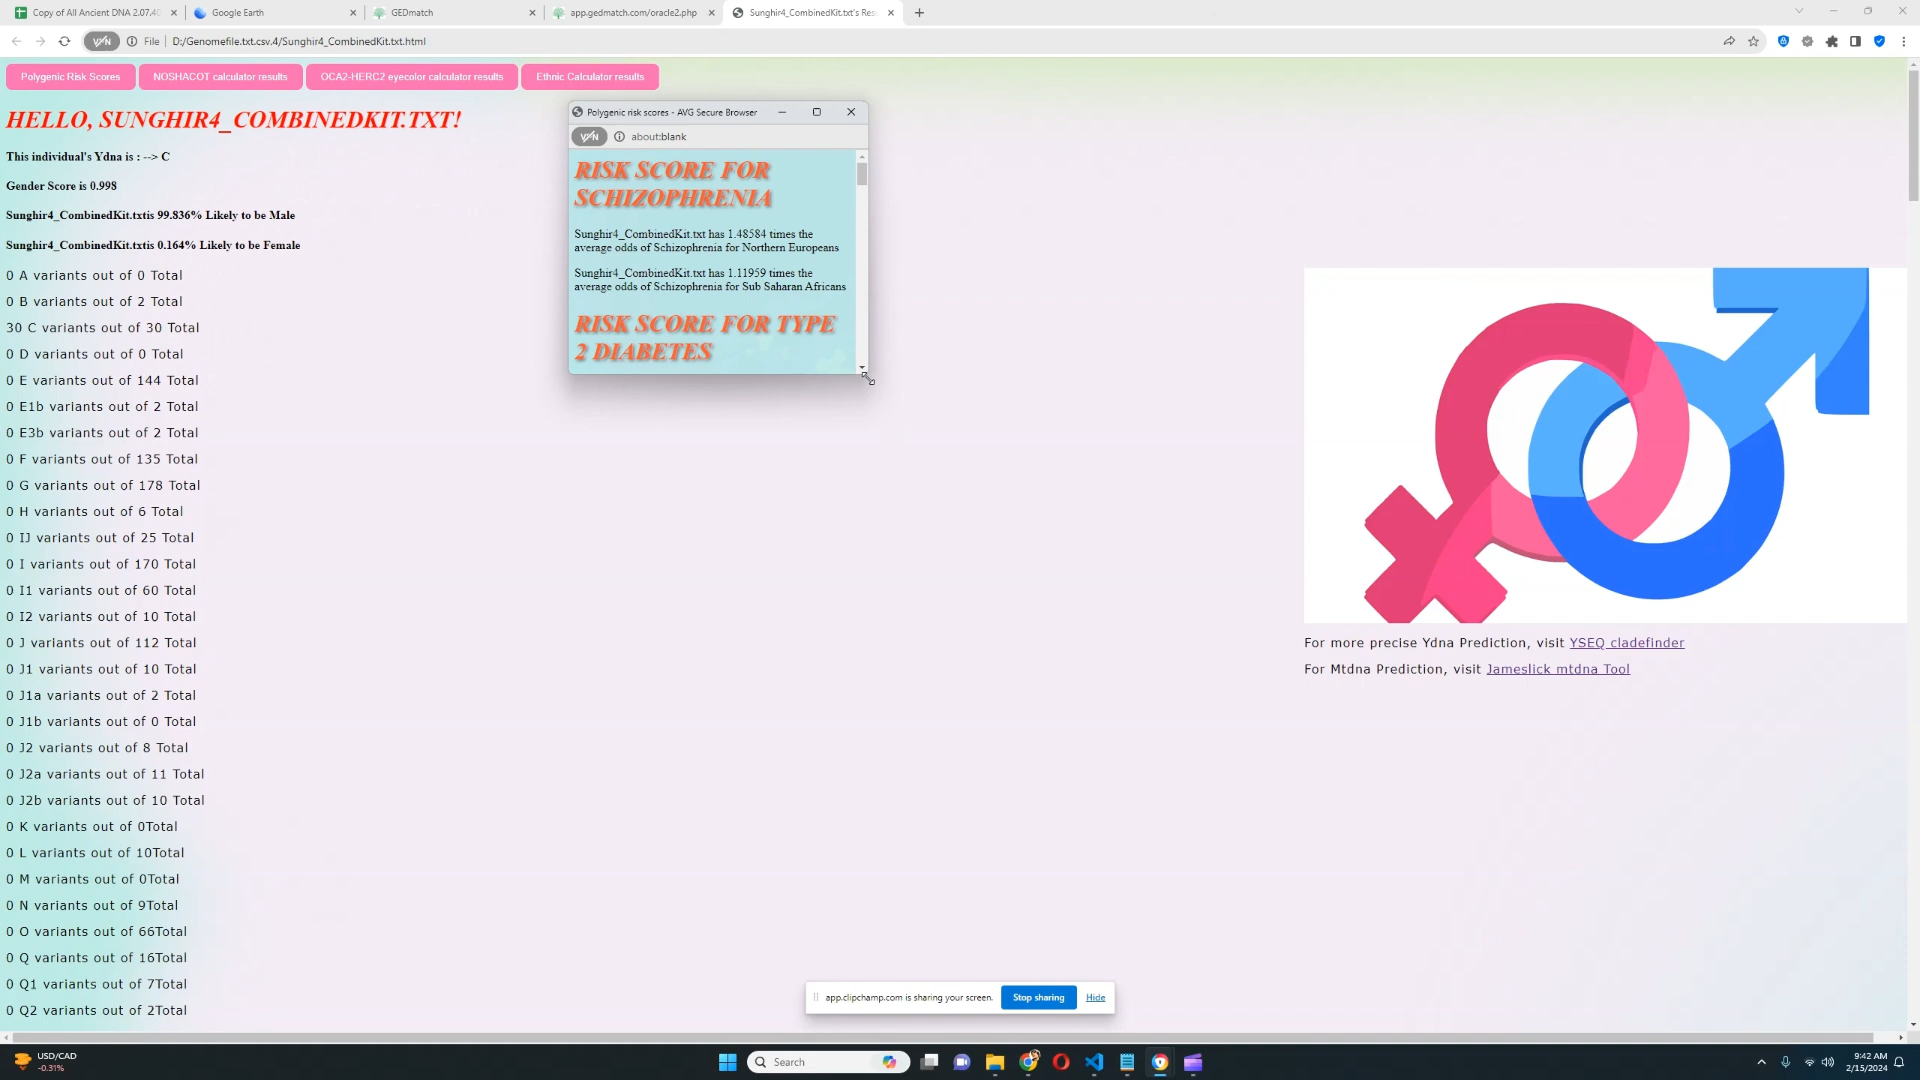 Copy of All Ancient DNA 2.07.40
Google Earth
GEDmatch
app.gedmatch.com/oracle2.php
Sunghir4_CombinedKit.txt's Res
VPN
File
D:/Genomefile.txt.csv.4/Sunghir4_CombinedKit.txt.html
Polygenic Risk Scores
NOSHACOT calculator results
OCA2-HERC2 eyecolor calculator results
Ethnic Calculator results
HELLO, SUNGHIR4_COMBINEDKIT.TXT!
This individual's Ydna is : --> C
Gender Score is 0.998
Sunghir4_CombinedKit.txtis 99.836% Likely to be Male
Sunghir4_CombinedKit.txtis 0.164% Likely to be Female
0 A variants out of 0 Total
0 B variants out of 2 Total
30 C variants out of 30 Total
0 D variants out of 0 Total
0 E variants out of 144 Total
0 E1b variants out of 2 Total
0 E3b variants out of 2 Total
0 F variants out of 135 Total
0 G variants out of 178 Total
0 H variants out of 6 Total
0 IJ variants out of 25 Total
0 I variants out of 170 Total
0 I1 variants out of 60 Total
0 I2 variants out of 10 Total
0 J variants out of 112 Total
0 J1 variants out of 10 Total
0 J1a variants out of 2 Total
0 J1b variants out of 0 Total
0 J2 variants out of 8 Total
0 J2a variants out of 11 Total
0 J2b variants out of 10 Total
0 K variants out of 0Total
0 L variants out of 10Total
0 M variants out of 0Total
0 N variants out of 9Total
0 O variants out of 66Total
0 Q variants out of 16Total
0 Q1 variants out of 7Total
0 Q2 variants out of 2Total
Polygenic risk scores - AVG Secure Browser
VPN
about:blank
RISK SCORE FOR
SCHIZOPHRENIA
Sunghir4_CombinedKit.txt has 1.48584 times the
average odds of Schizophrenia for Northern Europeans
Sunghir4_CombinedKit.txt has 1.11959 times the
average odds of Schizophrenia for Sub Saharan Africans
RISK SCORE FOR TYPE
2 DIABETES
For more precise Ydna Prediction, visit YSEQ cladefinder
For Mtdna Prediction, visit Jameslick mtdna Tool
app.clipchamp.com is sharing your screen.
Stop sharing
Hide
USD/CAD
-0.31%
Search
9:42 AM
2/15/2024